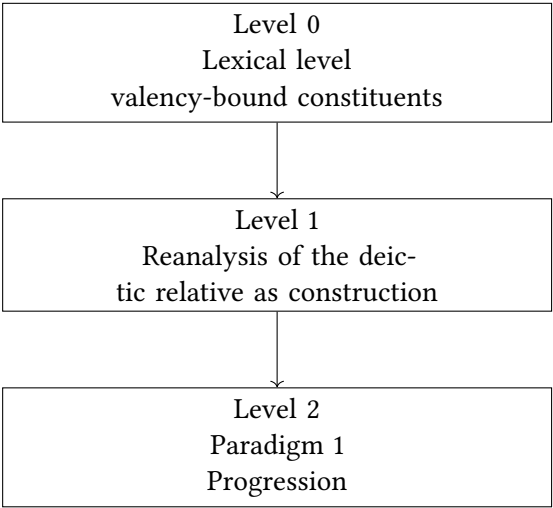 Level 0
Lexical level
valency-bound constituents
Level 1
Reanalysis of the deic-
tic relative as construction
Level 2
Paradigm 1
Progression